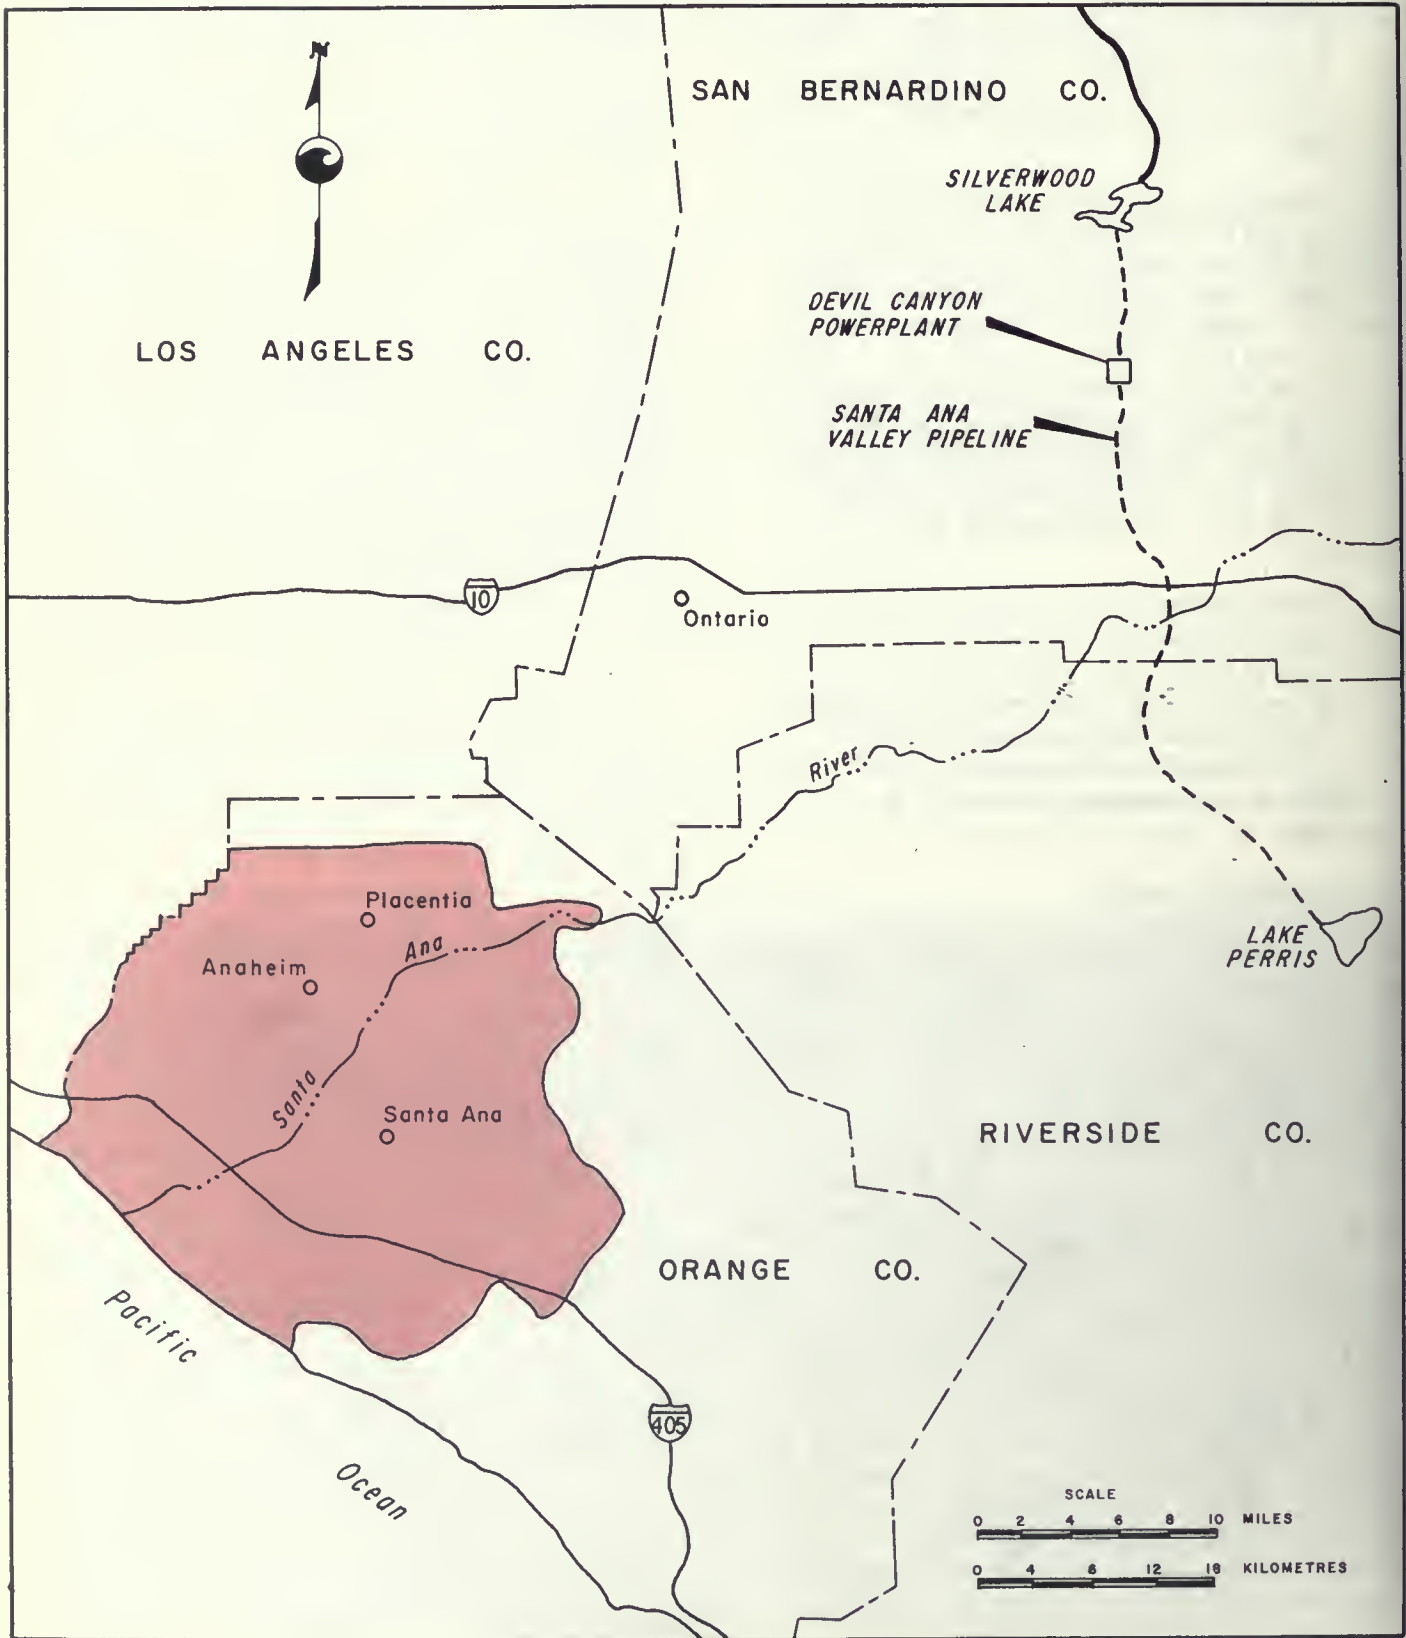 N
SAN BERNARDINO CO.
SILVERWOOD
LAKE
DEVIL CANYON
POWERPLANT
LOS ANGELES CO.
SANTA ANA
VALLEY PIPELINE
10
Ontario
River
Placentia
Ana
Anaheim
LAKE
PERRIS
Santa
Santa Ana
RIVERSIDE CO.
ORANGE CO.
Pacific
Ocean
405
SCALE
0 2 4 6 8 10 MILES
0 4 8 12 16 KILOMETRES